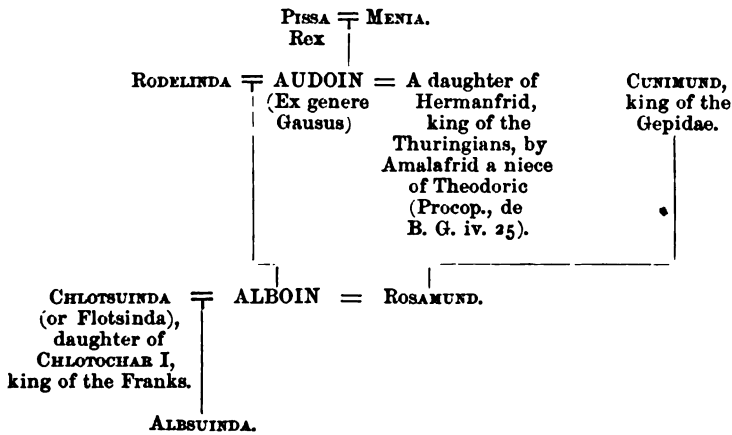 PISSA MENIA.
Rex
RODELINDA AUDOIN = A daughter of
(Ex genere
Gausus)
Hermanfrid,
king of the
Thuringians, by
Amalafrid a niece
of Theodoric
(Procop., de
B. G. iv. 25).
CUNIMUND,
king of the
Gepidae.
CHLOTSUINDA ALBOIN = ROSAMUND.
(or Flotsinda),
daughter of
CHLOTOCHAR I,
king of the Franks.
ALBSUINDA.